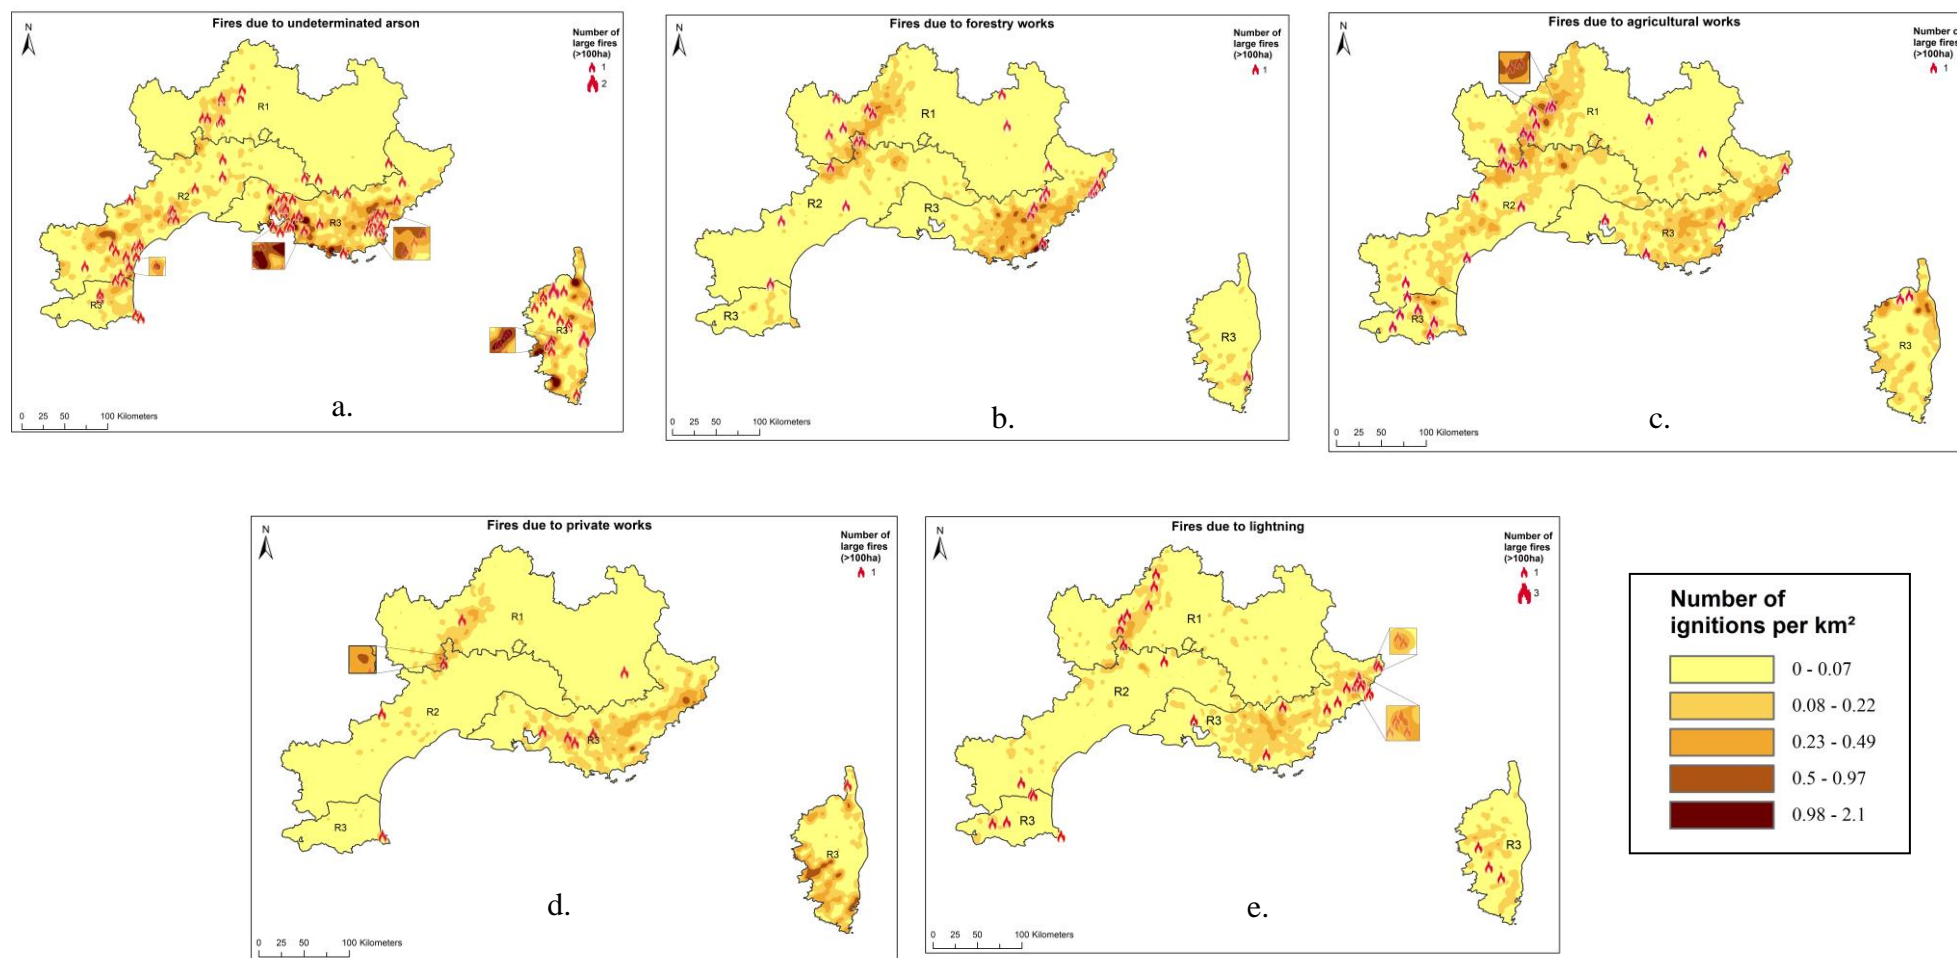 Fires due to undeterminated arson
N
Number of
large fires
(>100ha)
1
2
R1
R2
R3
R3
R3
0 25 50 100 Kilometers
a.
Fires due to forestry works
N
Number of
large fires
(>100ha)
1
R1
R2
R3
R3
R3
0 25 50 100 Kilometers
b.
Fires due to agricultural works
N
Number of
large fires
(>100ha)
1
R1
R2
R3
R3
R3
0 25 50 100 Kilometers
c.
Fires due to private works
N
Number of
large fires
(>100ha)
1
R1
R2
R3
R3
R3
0 25 50 100 Kilometers
d.
Fires due to lightning
N
Number of
large fires
(>100ha)
1
3
R1
R2
R3
R3
R3
0 25 50 100 Kilometers
e.
Number of
ignitions per km²
0 - 0.07
0.08 - 0.22
0.23 - 0.49
0.5 - 0.97
0.98 - 2.1